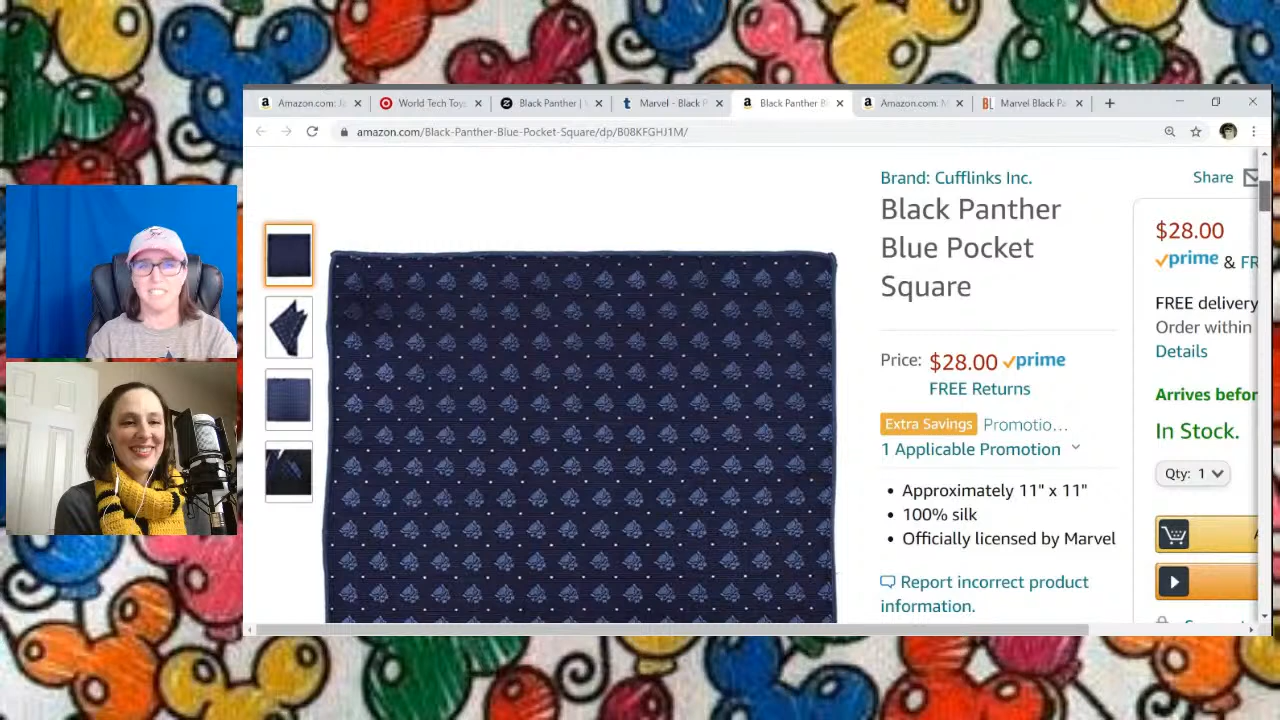 Amazon.com: Ja
World Tech Toys
Black Panther |
Marvel - Black P
Black Panther B
Amazon.com: M
Marvel Black Pa
amazon.com/Black-Panther-Blue-Pocket-Square/dp/B08KFGHJ1M/
Brand: Cufflinks Inc.
Share
Black Panther
Blue Pocket
Square
Price: $28.00 prime
FREE Returns
Extra Savings Promotio...
1 Applicable Promotion
• Approximately 11" x 11"
• 100% silk
• Officially licensed by Marvel
Report incorrect product
information.
$28.00
prime & FR
FREE delivery
Order within
Details
Arrives befor
In Stock.
Qty: 1